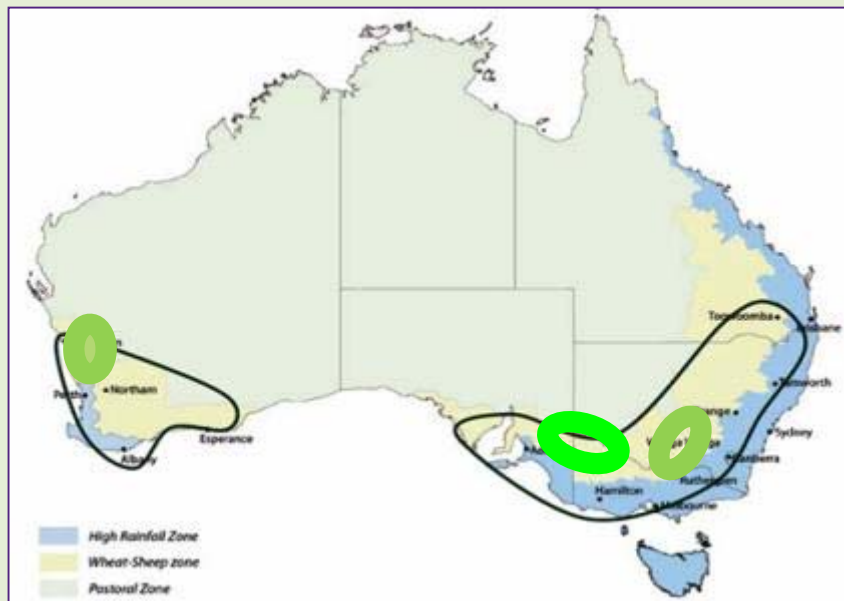 Toowoomba
Brisbane
Tamworth
Northam
Perth
Sydney
Esperance
Canberra
Albany
Rutherglen
Hamilton
Melbourne
High Rainfall Zone
Wheat-Sheep zone
Pastoral Zone